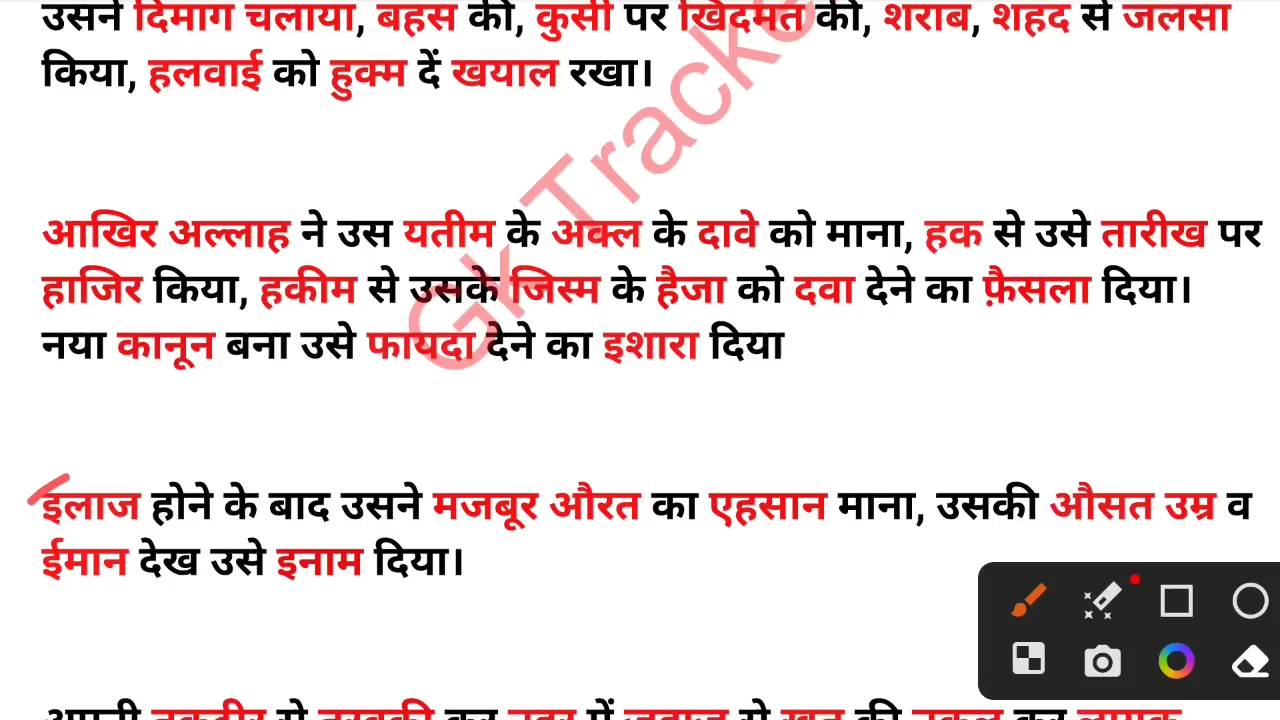 उसने दिमाग चलाया, बहस की, कुर्सी पर खिदमत की, शराब, शहद से जलसा
किया, हलवाई को हुक्म दें खयाल रखा।
Gk Tracke
आखिर अल्लाह ने उस यतीम के अक्ल के दावे को माना, हक से उसे तारीख पर
हाजिर किया, हकीम से उसके जिस्म के हैजा को दवा देने का फ़ैसला दिया।
नया कानून बना उसे फायदा देने का इशारा दिया
इलाज होने के बाद उसने मजबूर औरत का एहसान माना, उसकी औसत उम्र व
ईमान देख उसे इनाम दिया।